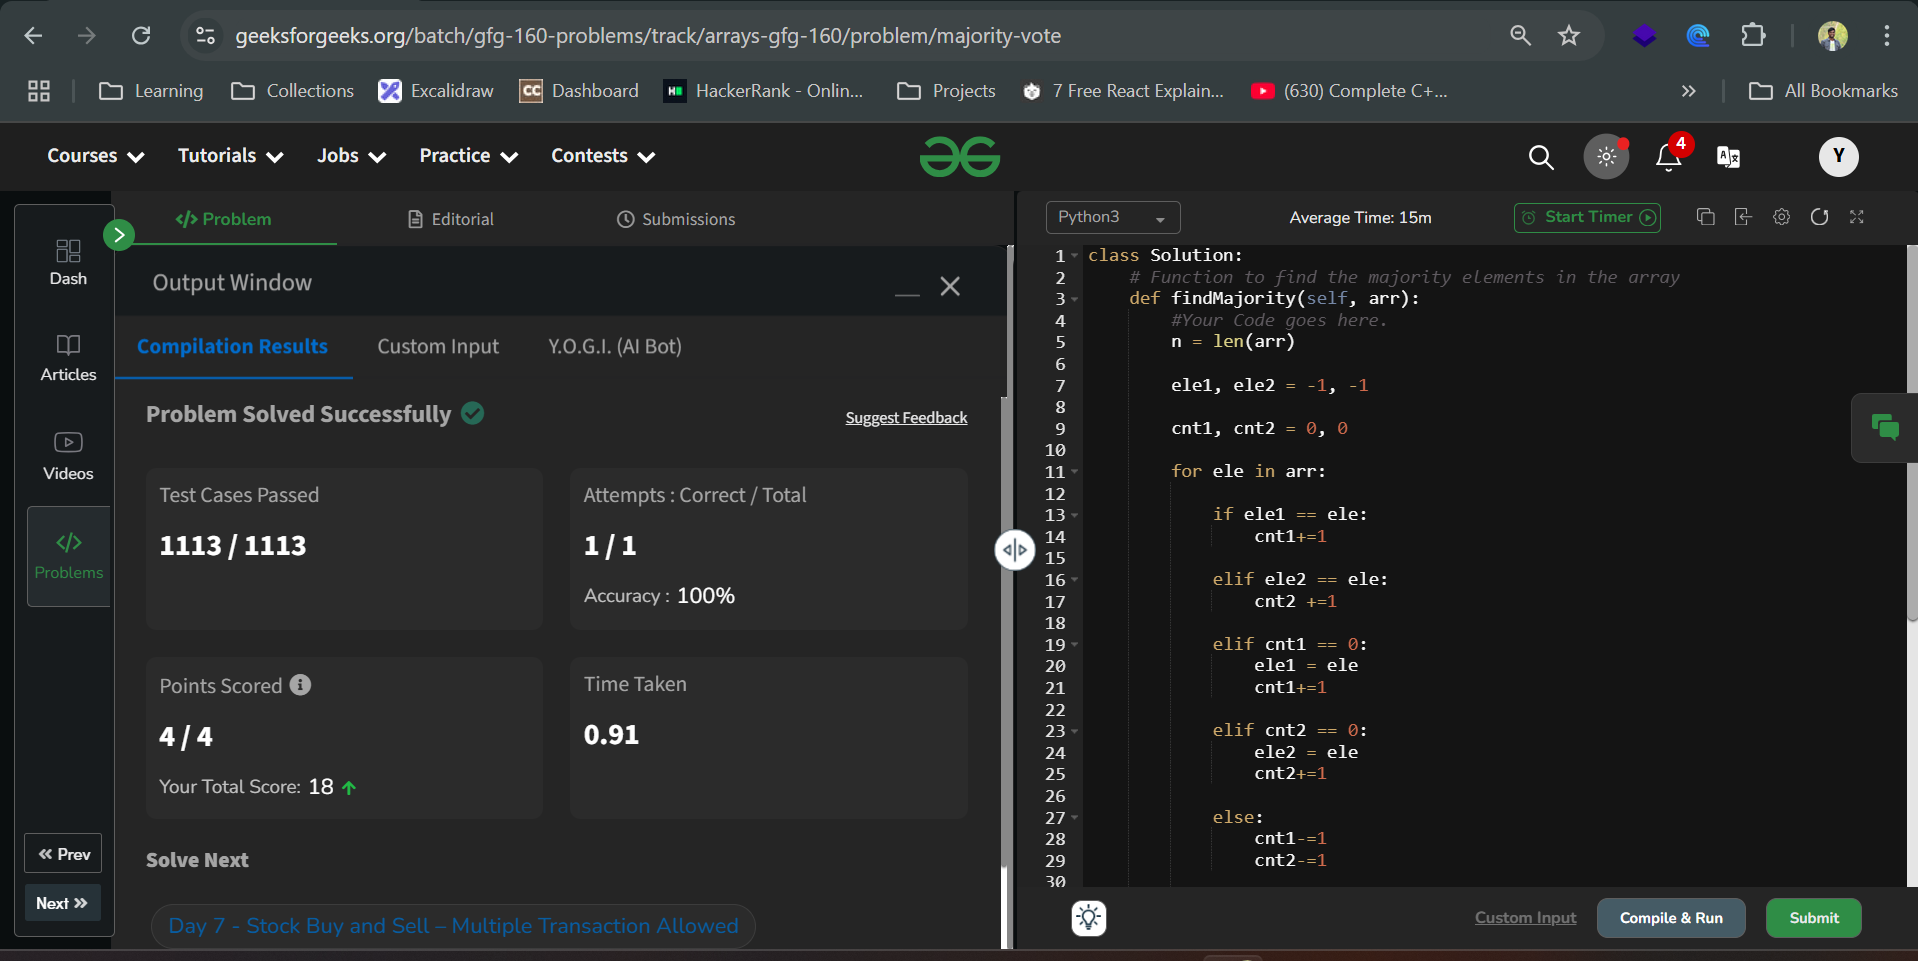 geeksforgeeks.org/batch/gfg-160-problems/track/arrays-gfg-160/problem/majority-vote
Learning Collections Excalidraw CC Dashboard HackerRank - Onlin... Projects 7 Free React Explain... (630) Complete C+... » All Bookmarks
Courses Tutorials Jobs Practice Contests 4 Y
Dash
Articles
Videos
</>
Problems
« Prev
Next »
</> Problem Editorial Submissions
Output Window
Compilation Results Custom Input Y.O.G.I. (AI Bot)
Problem Solved Successfully Suggest Feedback
Test Cases Passed
1113 / 1113
Attempts : Correct / Total
1 / 1
Accuracy : 100%
Points Scored
4 / 4
Your Total Score: 18
Time Taken
0.91
Solve Next
Day 7 - Stock Buy and Sell – Multiple Transaction Allowed
Python3 Average Time: 15m Start Timer
1 class Solution:
2 # Function to find the majority elements in the array
3 def findMajority(self, arr):
4 #Your Code goes here.
5 n = len(arr)
6
7 ele1, ele2 = -1, -1
8
9 cnt1, cnt2 = 0, 0
10
11 for ele in arr:
12
13 if ele1 == ele:
14 cnt1+=1
15
16 elif ele2 == ele:
17 cnt2 +=1
18
19 elif cnt1 == 0:
20 ele1 = ele
21 cnt1+=1
22
23 elif cnt2 == 0:
24 ele2 = ele
25 cnt2+=1
26
27 else:
28 cnt1-=1
29 cnt2-=1
30
Custom Input Compile & Run Submit